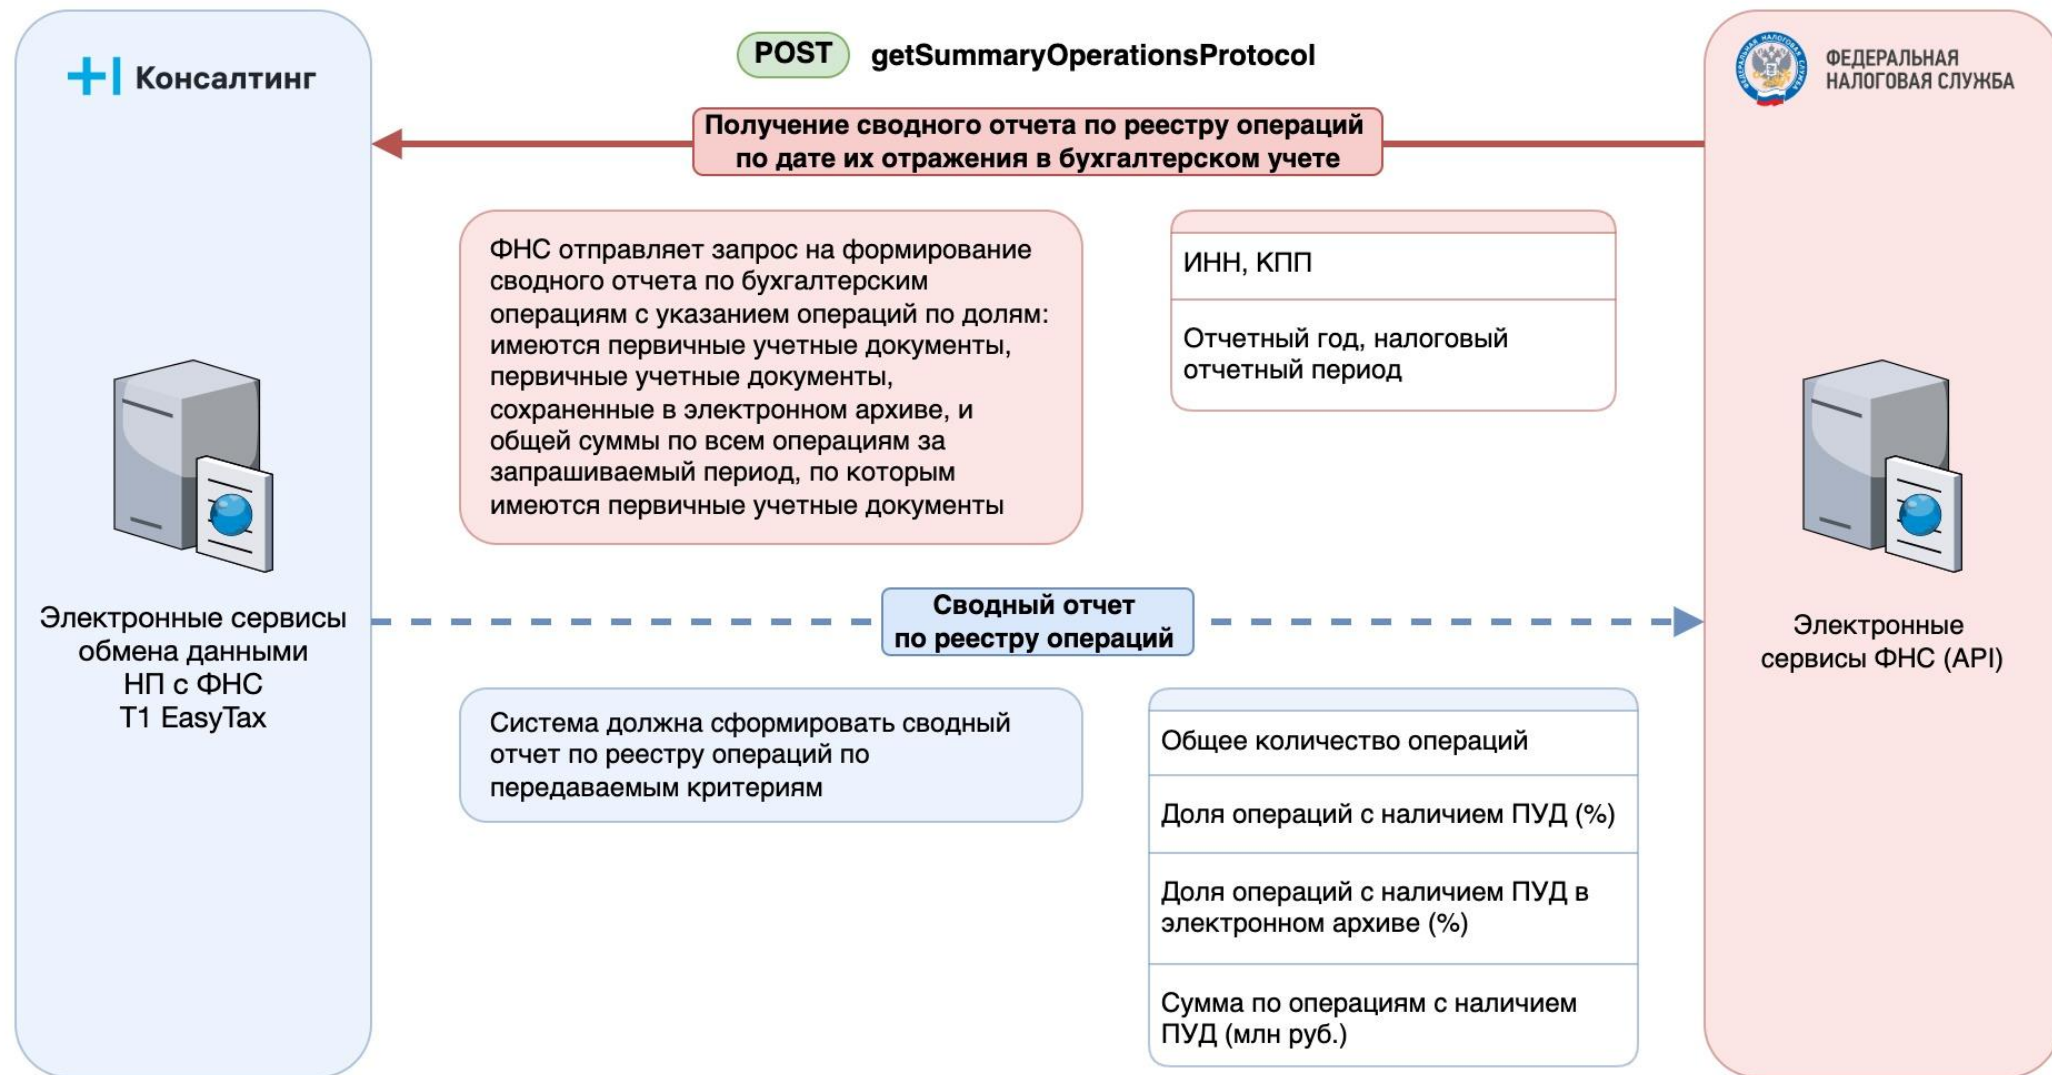 Консалтинг
POST getSummaryOperationsProtocol
ФЕДЕРАЛЬНАЯ
НАЛОГОВАЯ СЛУЖБА
Получение сводного отчета по реестру операций
по дате их отражения в бухгалтерском учете
ФНС отправляет запрос на формирование
сводного отчета по бухгалтерским
операциям с указанием операций по долям:
имеются первичные учетные документы,
первичные учетные документы,
сохраненные в электронном архиве, и
общей суммы по всем операциям за
запрашиваемый период, по которым
имеются первичные учетные документы
ИНН, КПП
Отчетный год, налоговый
отчетный период
Электронные сервисы
обмена данными
НП с ФНС
T1 EasyTax
Сводный отчет
по реестру операций
Электронные
сервисы ФНС (API)
Система должна сформировать сводный
отчет по реестру операций по
передаваемым критериям
Общее количество операций
Доля операций с наличием ПУД (%)
Доля операций с наличием ПУД в
электронном архиве (%)
Сумма по операциям с наличием
ПУД (млн руб.)